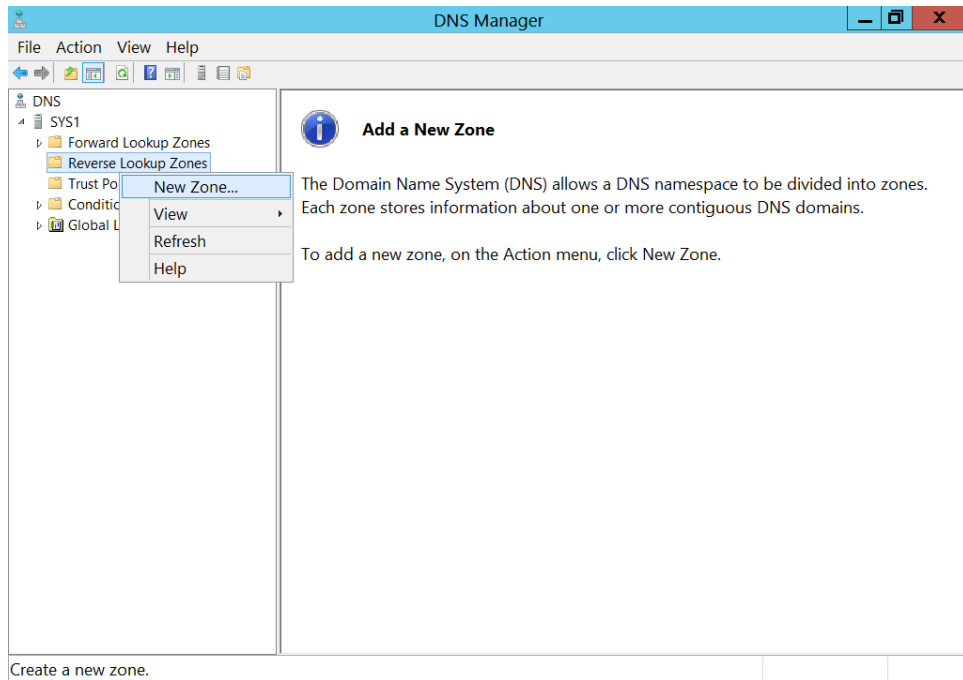 DNS Manager
File Action View Help
DNS
SYS1
Forward Lookup Zones
Reverse Lookup Zones
Trust Po
Conditic
Global L
New Zone...
View
Refresh
Help
Add a New Zone
The Domain Name System (DNS) allows a DNS namespace to be divided into zones.
Each zone stores information about one or more contiguous DNS domains.
To add a new zone, on the Action menu, click New Zone.
Create a new zone.